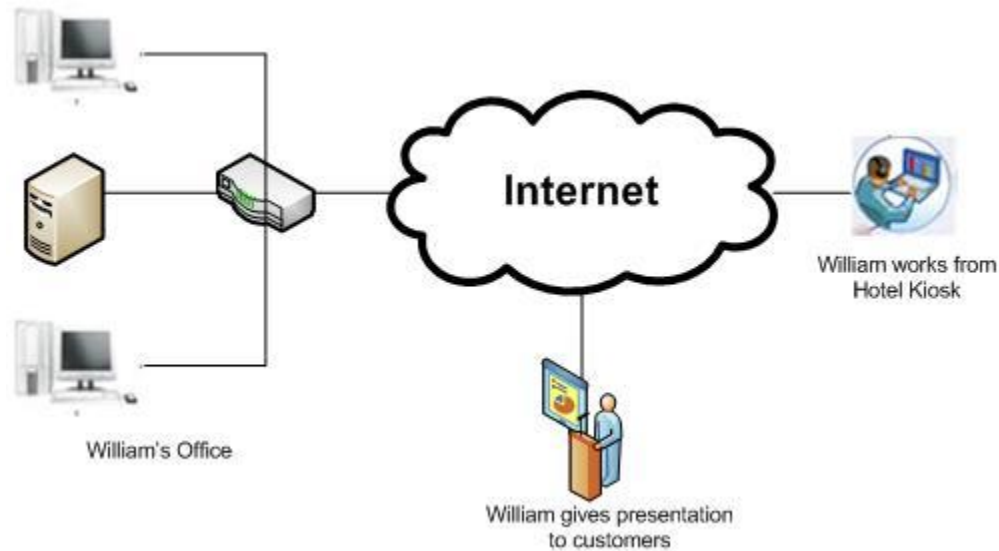 Internet
William works from
Hotel Kiosk
William's Office
William gives presentation
to customers